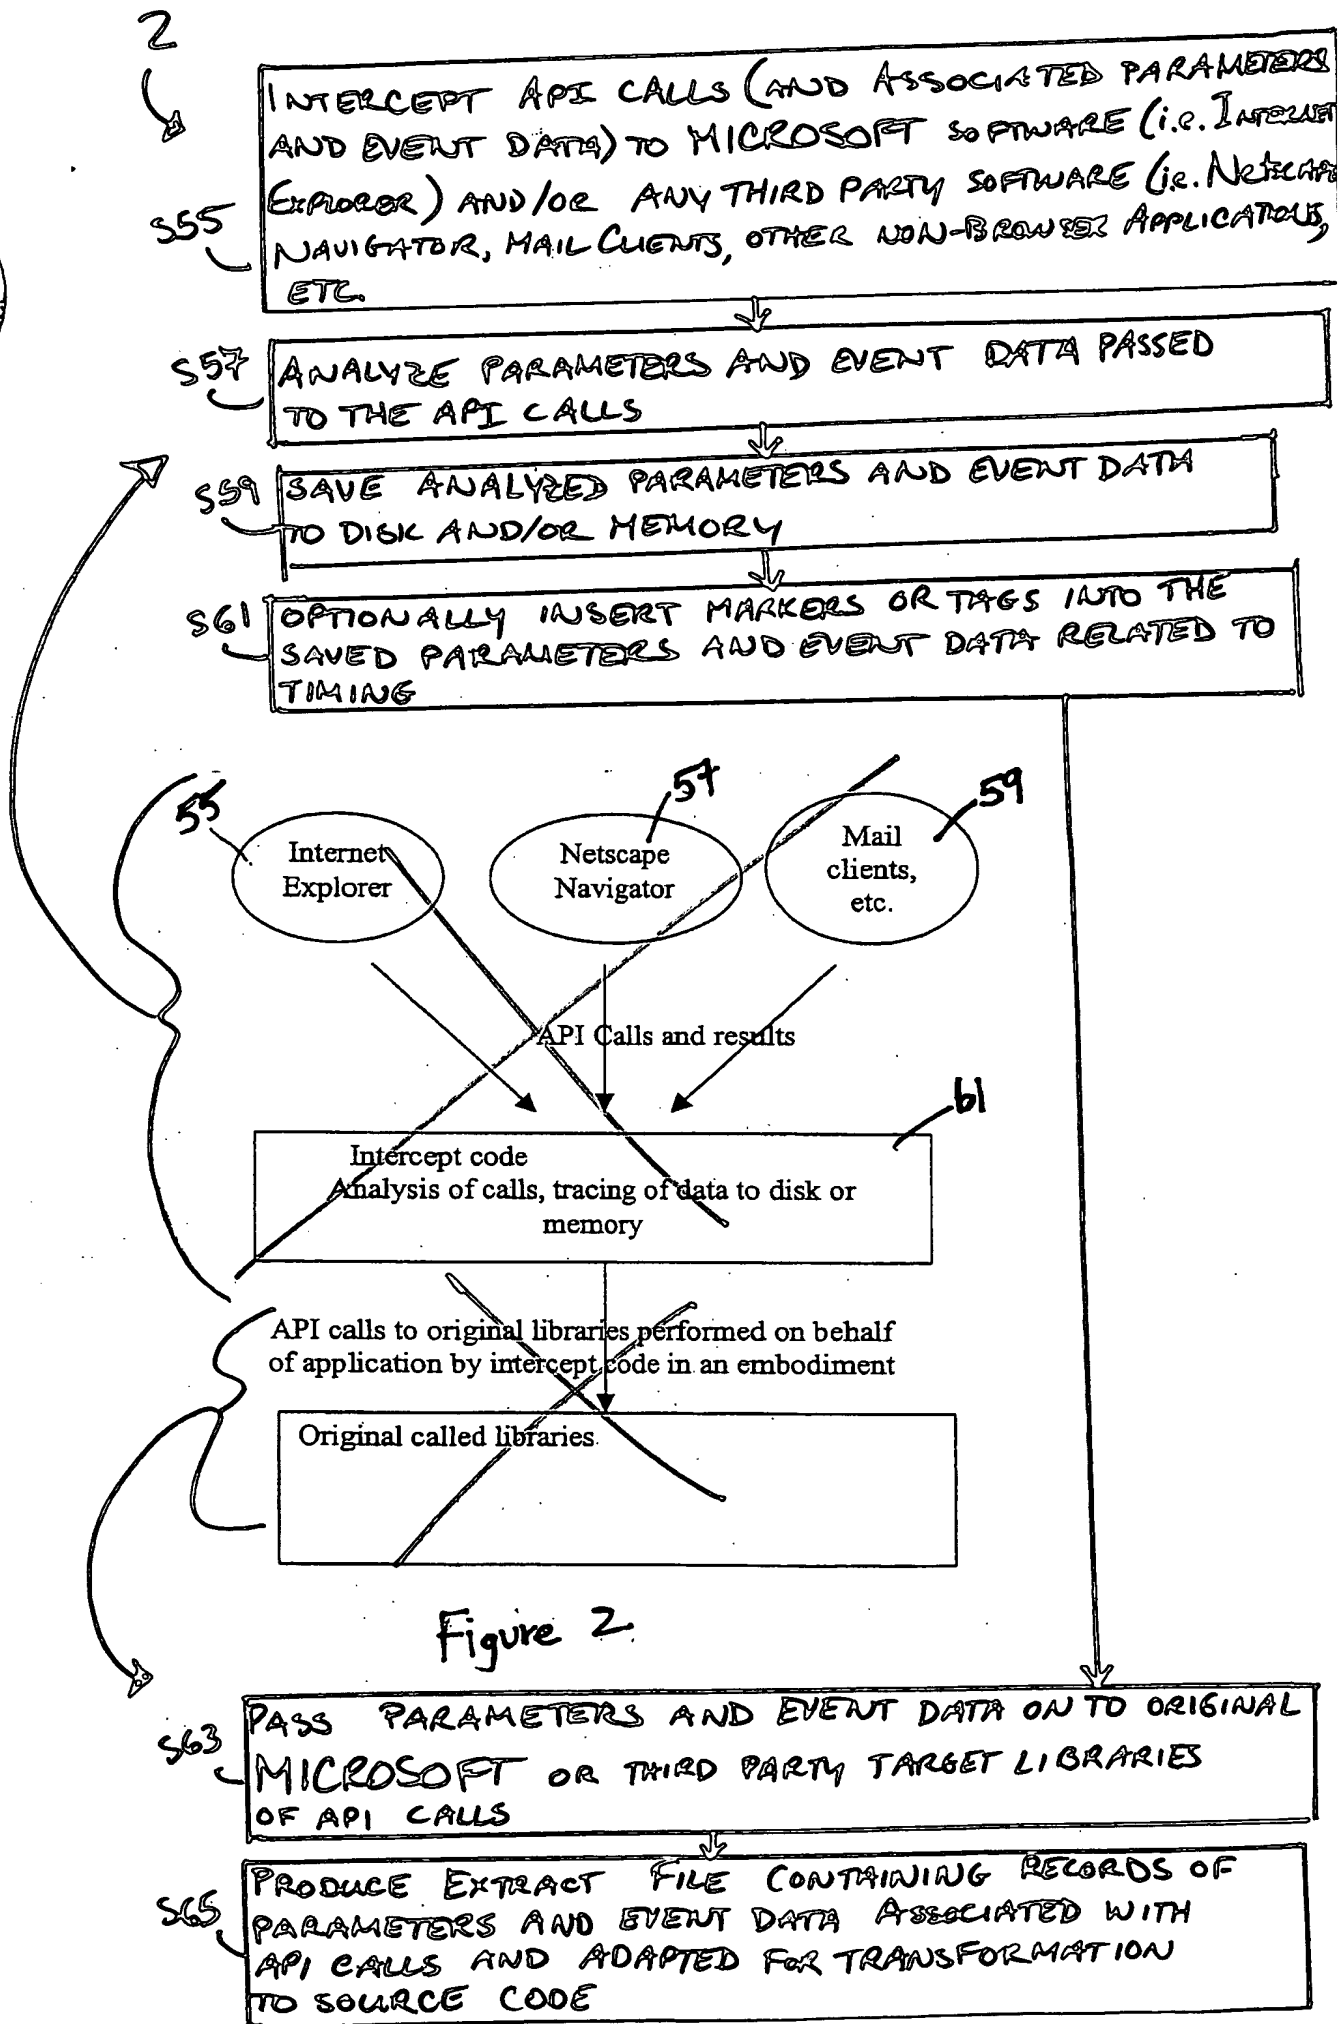 2
INTERCEPT API CALLS (AND ASSOCIATED PARAMETERS
AND EVENT DATA) TO MICROSOFT SOFTWARE (i.e. INTERNET
EXPLORER) AND/OR ANY THIRD PARTY SOFTWARE (i.e. NETSCAPE
S55
NAVIGATOR, MAIL CLIENTS, OTHER NON-BROWSER APPLICATIONS,
ETC.
S57
ANALYZE PARAMETERS AND EVENT DATA PASSED
TO THE API CALLS
S59
SAVE ANALYZED PARAMETERS AND EVENT DATA
TO DISK AND/OR MEMORY
S61
OPTIONALLY INSERT MARKERS OR TAGS INTO THE
SAVED PARAMETERS AND EVENT DATA RELATED TO
TIMING
55
57
59
Internet
Explorer
Netscape
Navigator
Mail
clients,
etc.
API Calls and results
61
Intercept code
Analysis of calls, tracing of data to disk or
memory
API calls to original libraries performed on behalf
of application by intercept code in an embodiment
Original called libraries.
Figure 2.
S63
PASS PARAMETERS AND EVENT DATA ON TO ORIGINAL
MICROSOFT OR THIRD PARTY TARGET LIBRARIES
OF API CALLS
S65
PRODUCE EXTRACT FILE CONTAINING RECORDS OF
PARAMETERS AND EVENT DATA ASSOCIATED WITH
API CALLS AND ADAPTED FOR TRANSFORMATION
TO SOURCE CODE